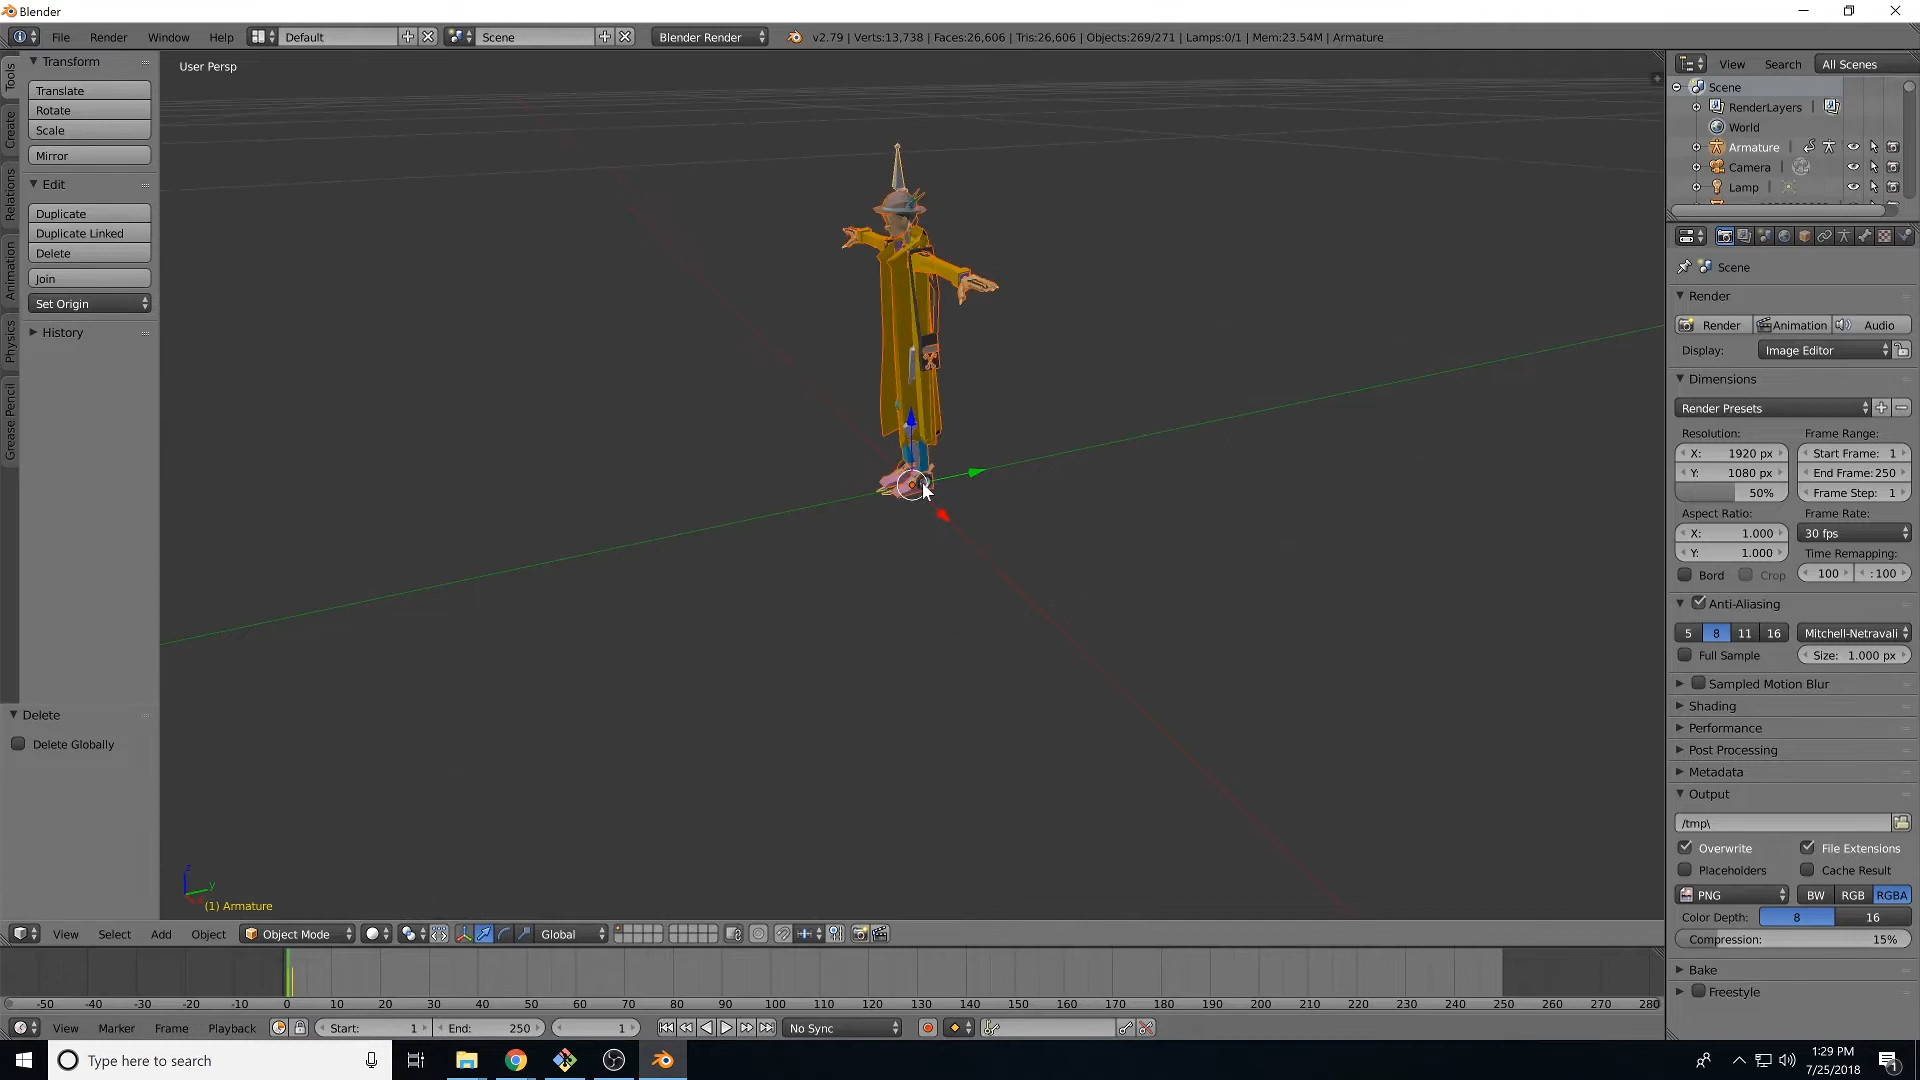 Blender
File Render Window Help Default Scene Blender Render v2.79 | Verts:13,738 | Faces:26,606 | Tris:26,606 | Objects:269/271 | Lamps:0/1 | Mem:23.54M | Armature
Tools
Create
Relations
Animation
Physics
Grease Pencil
Transform
Translate
Rotate
Scale
Mirror
Edit
Duplicate
Duplicate Linked
Delete
Join
Set Origin
History
Delete
Delete Globally
User Persp
z
y
(1) Armature
View Search All Scenes
Scene
RenderLayers
World
Armature
Camera
Lamp
Scene
Render
Render Animation Audio
Display: Image Editor
Dimensions
Render Presets
Resolution: Frame Range:
X: 1920 px Start Frame: 1
Y: 1080 px End Frame: 250
50% Frame Step: 1
Aspect Ratio: Frame Rate:
X: 1.000 30 fps
Y: 1.000 Time Remapping:
Bord Crop 100 : 100
Anti-Aliasing
5 8 11 16 Mitchell-Netravali
Full Sample Size: 1.000 px
Sampled Motion Blur
Shading
Performance
Post Processing
Metadata
Output
/tmp\
Overwrite File Extensions
Placeholders Cache Result
PNG BW RGB RGBA
Color Depth: 8 16
Compression: 15%
Bake
Freestyle
View Select Add Object Object Mode Global
-50 -40 -30 -20 -10 0 10 20 30 40 50 60 70 80 90 100 110 120 130 140 150 160 170 180 190 200 210 220 230 240 250 260 270 280
View Marker Frame Playback Start: 1 End: 250 1 No Sync
Type here to search
1:29 PM
7/25/2018
1